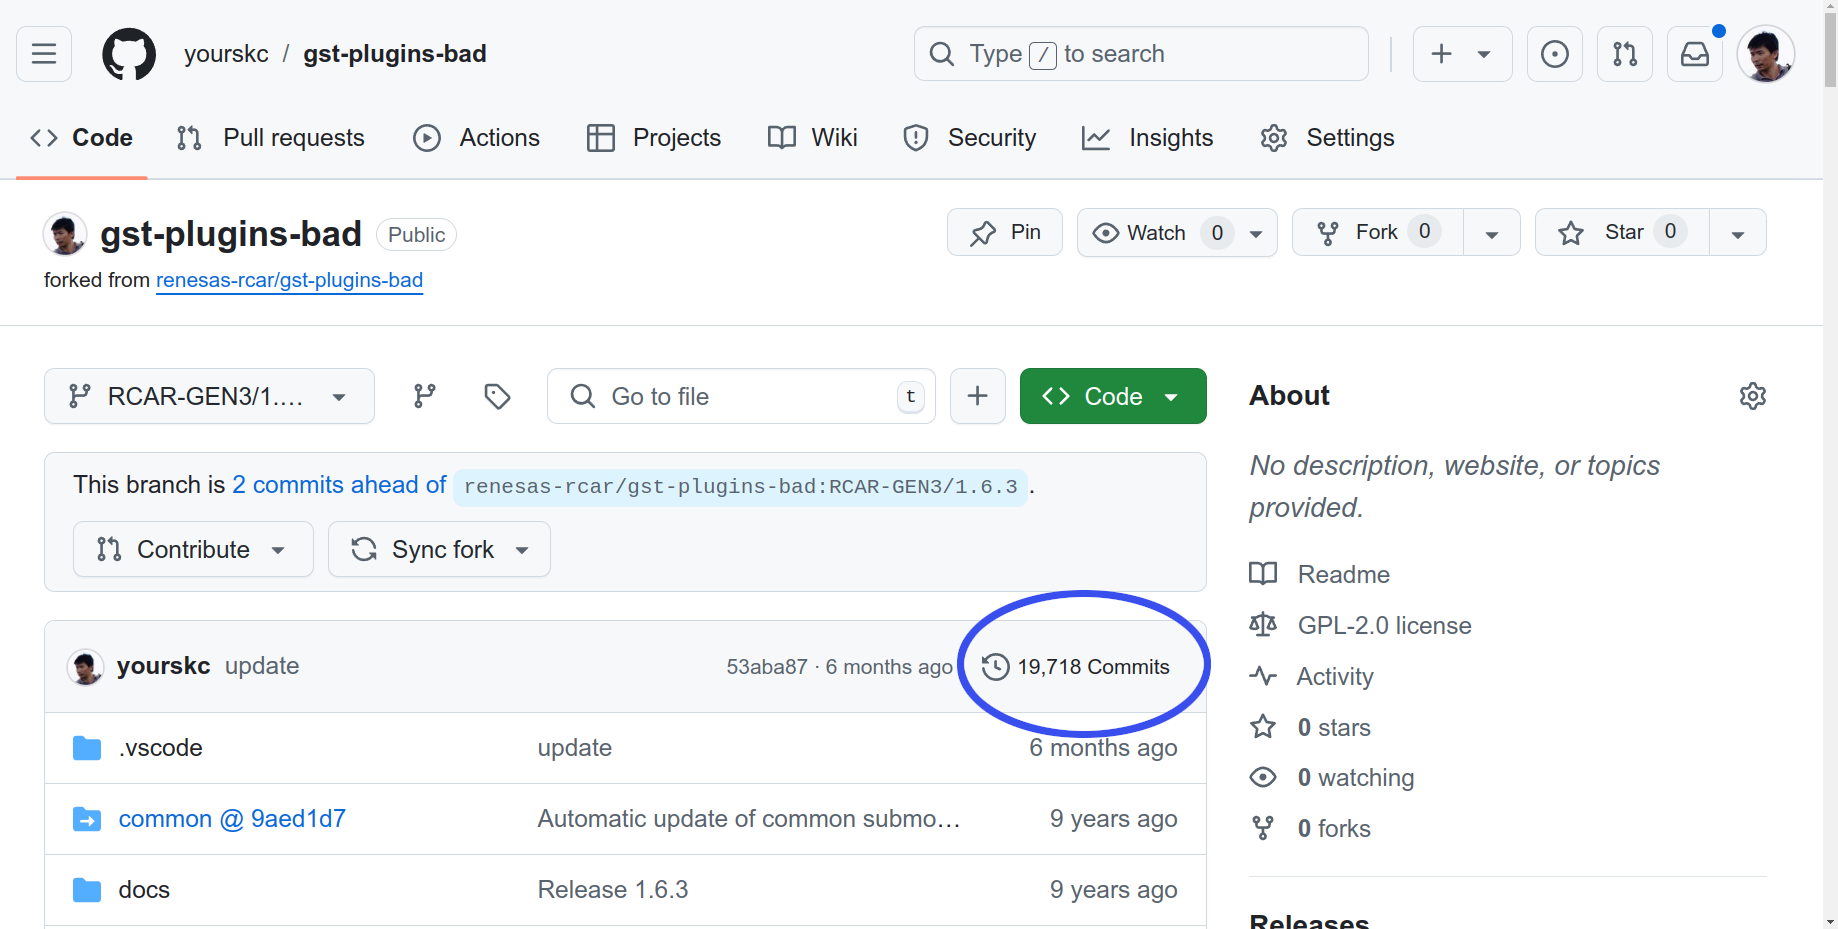 yourskc / gst-plugins-bad
Type / to search
Code Pull requests Actions Projects Wiki Security Insights Settings
gst-plugins-bad Public
Pin Watch 0 Fork 0 Star 0
forked from renesas-rcar/gst-plugins-bad
RCAR-GEN3/1.... Go to file t Code
About
No description, website, or topics
provided.
This branch is 2 commits ahead of renesas-rcar/gst-plugins-bad:RCAR-GEN3/1.6.3 .
Contribute Sync fork
Readme
GPL-2.0 license
Activity
0 stars
0 watching
0 forks
yourskc update 53aba87 · 6 months ago 19,718 Commits
.vscode update 6 months ago
common @ 9aed1d7 Automatic update of common submo… 9 years ago
docs Release 1.6.3 9 years ago
Releases